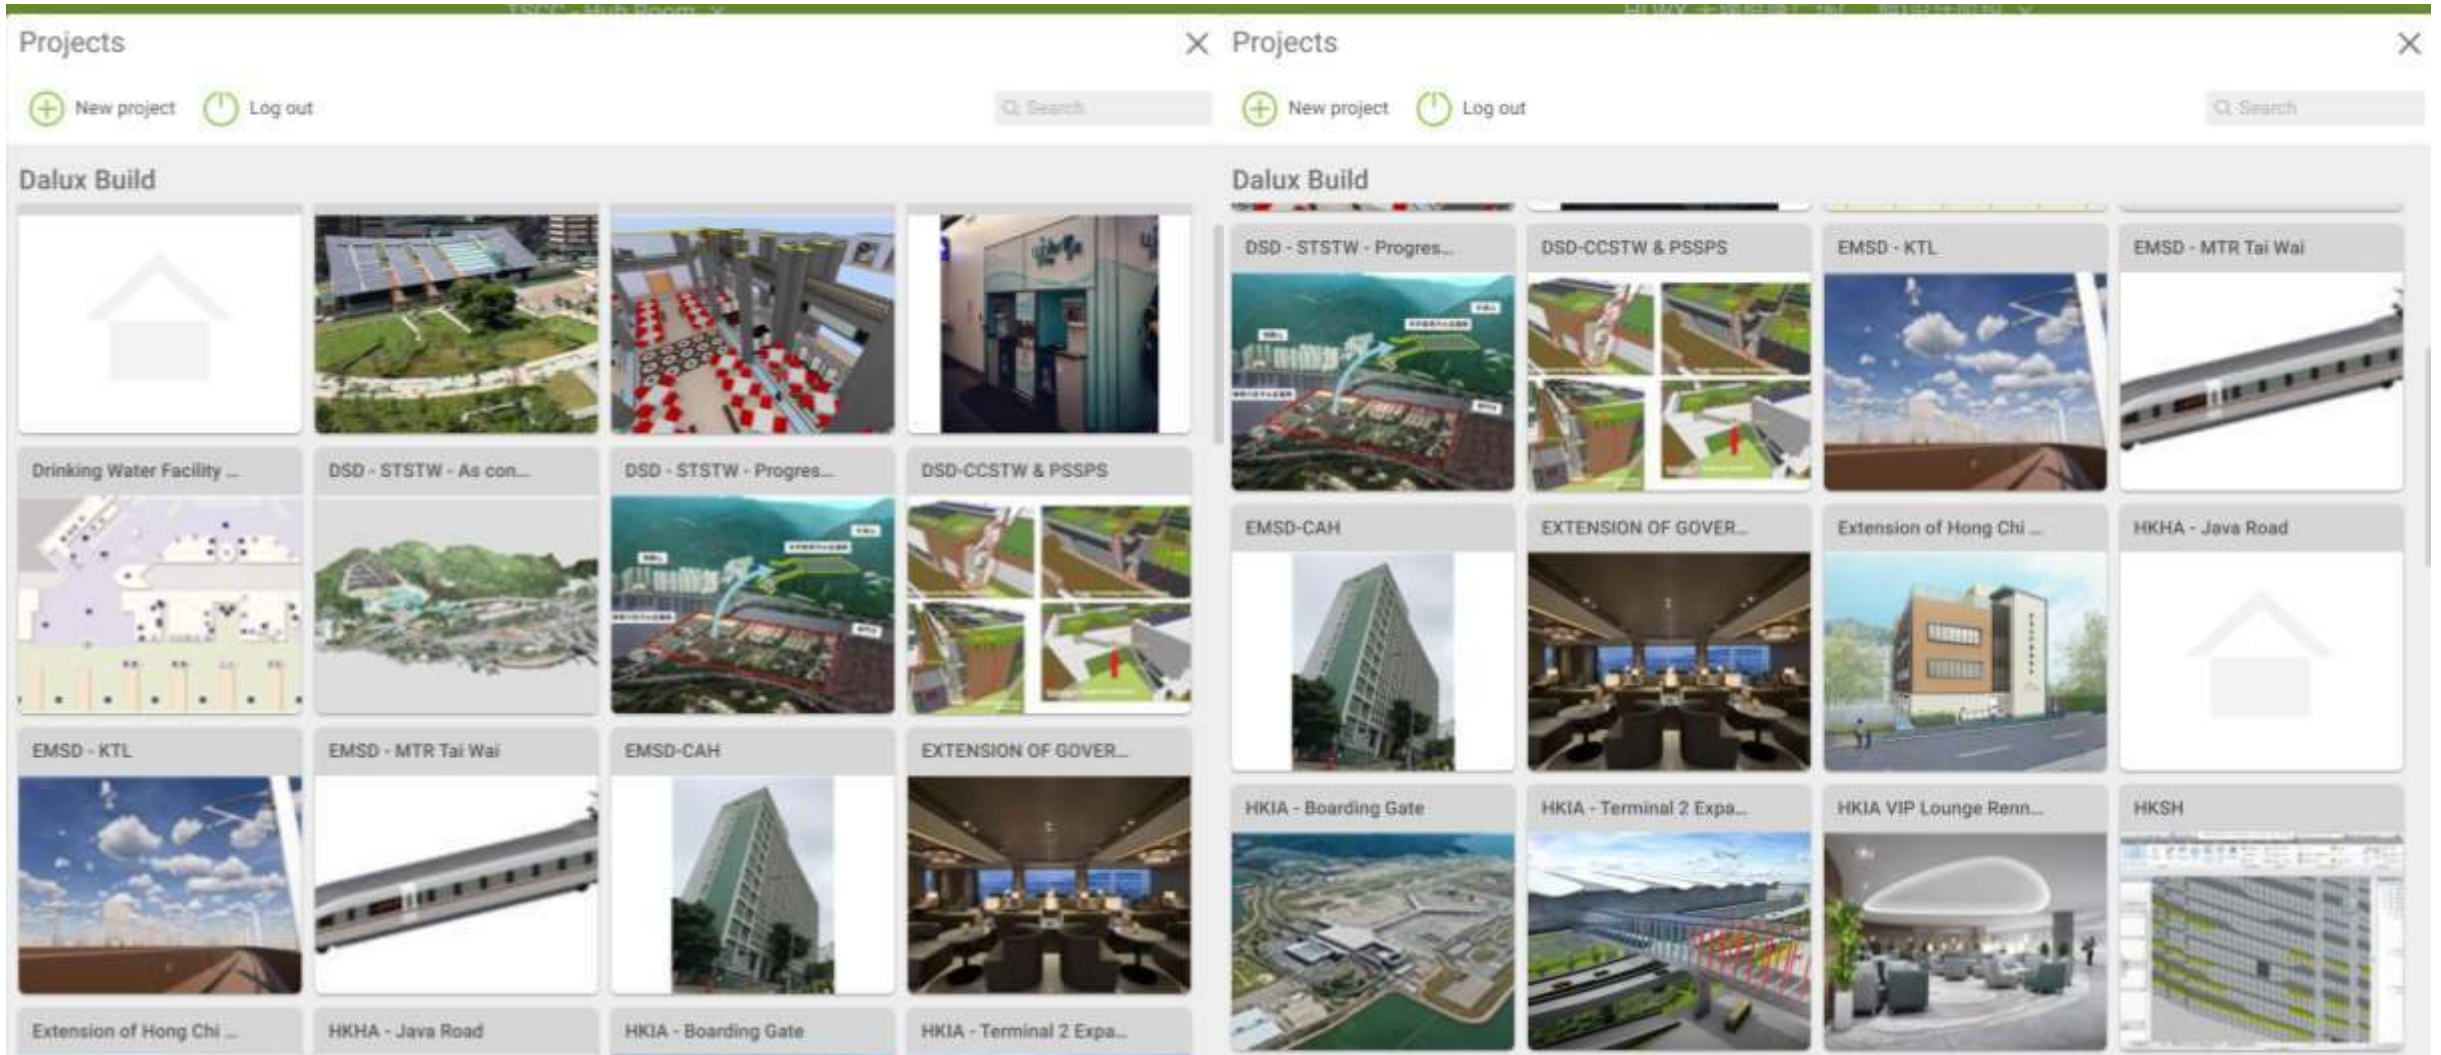 TSCC - Hub Room
Projects
New project
Log out
Search
Dalux Build
Drinking Water Facility ...
DSD - STSTW - As con...
DSD - STSTW - Progres...
DSD-CCSTW & PSSPS
EMSD - KTL
EMSD - MTR Tai Wai
EMSD-CAH
EXTENSION OF GOVER...
Extension of Hong Chi ...
HKHA - Java Road
HKIA - Boarding Gate
HKIA - Terminal 2 Expa...
Projects
New project
Log out
Search
Dalux Build
DSD - STSTW - Progres...
DSD-CCSTW & PSSPS
EMSD - KTL
EMSD - MTR Tai Wai
EMSD-CAH
EXTENSION OF GOVER...
Extension of Hong Chi ...
HKHA - Java Road
HKIA - Boarding Gate
HKIA - Terminal 2 Expa...
HKIA VIP Lounge Renn...
HKSH